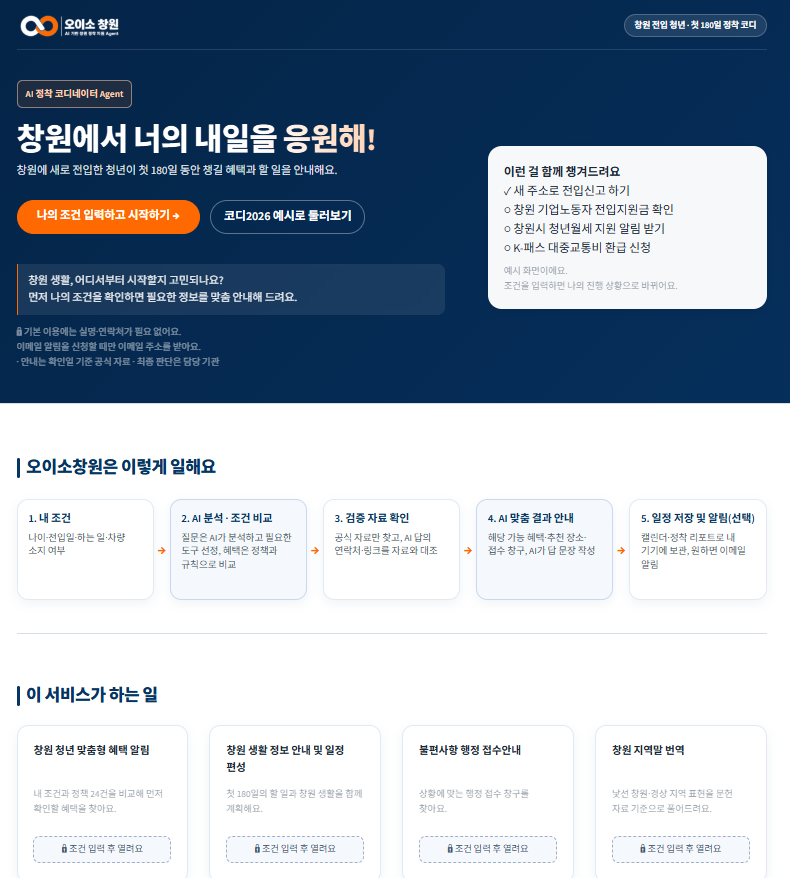 오이소 창원
AI 기반 창원 정착 지원 Agent
창원 전입 청년 · 첫 180일 정착 코디
AI 정착 코디네이터 Agent
창원에서 너의 내일을 응원해!
창원에 새로 전입한 청년이 첫 180일 동안 챙길 혜택과 할 일을 안내해요.
나의 조건 입력하고 시작하기 →
코디2026 예시로 둘러보기
창원 생활, 어디서부터 시작할지 고민되나요?
먼저 나의 조건을 확인하면 필요한 정보를 맞춤 안내해 드려요.
기본 이용에는 실명·연락처가 필요 없어요.
이메일 알림을 신청할 때만 이메일 주소를 받아요.
· 안내는 확인일 기준 공식 자료 · 최종 판단은 담당 기관
이런 걸 함께 챙겨드려요
✓ 새 주소로 전입신고 하기
○ 창원 기업노동자 전입지원금 확인
○ 창원시 청년월세 지원 알림 받기
○ K-패스 대중교통비 환급 신청
예시 화면이에요.
조건을 입력하면 나의 진행 상황으로 바뀌어요.
오이소창원은 이렇게 일해요
1. 내 조건
나이·전입일·하는 일·차량
소지 여부
→
2. AI 분석 · 조건 비교
질문은 AI가 분석하고 필요한
도구 선정, 혜택은 정책과
규칙으로 비교
→
3. 검증 자료 확인
공식 자료만 찾고, AI 답의
연락처·링크를 자료와 대조
→
4. AI 맞춤 결과 안내
해당 가능 혜택·추천 장소·
접수 창구, AI가 답 문장 작성
→
5. 일정 저장 및 알림(선택)
캘린더·정착 리포트로 내
기기에 보관, 원하면 이메일
알림
이 서비스가 하는 일
창원 청년 맞춤형 혜택 알림
내 조건과 정책 24건을 비교해 먼저
확인할 혜택을 찾아요.
조건 입력 후 열려요
창원 생활 정보 안내 및 일정
편성
첫 180일의 할 일과 창원 생활을 함께
계획해요.
조건 입력 후 열려요
불편사항 행정 접수안내
상황에 맞는 행정 접수 창구를
찾아요.
조건 입력 후 열려요
창원 지역말 번역
낯선 창원·경상 지역 표현을 문헌
자료 기준으로 풀어드려요.
조건 입력 후 열려요